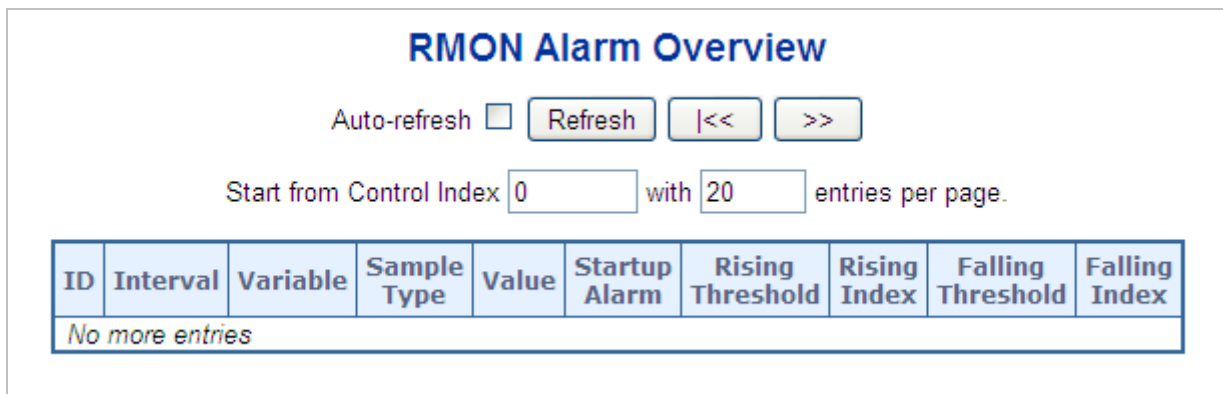 RMON Alarm Overview
Auto-refresh Refresh |<< >>
Start from Control Index 0 with 20 entries per page.
ID Interval Variable Sample Type Value Startup Alarm Rising Threshold Rising Index Falling Threshold Falling Index
No more entries